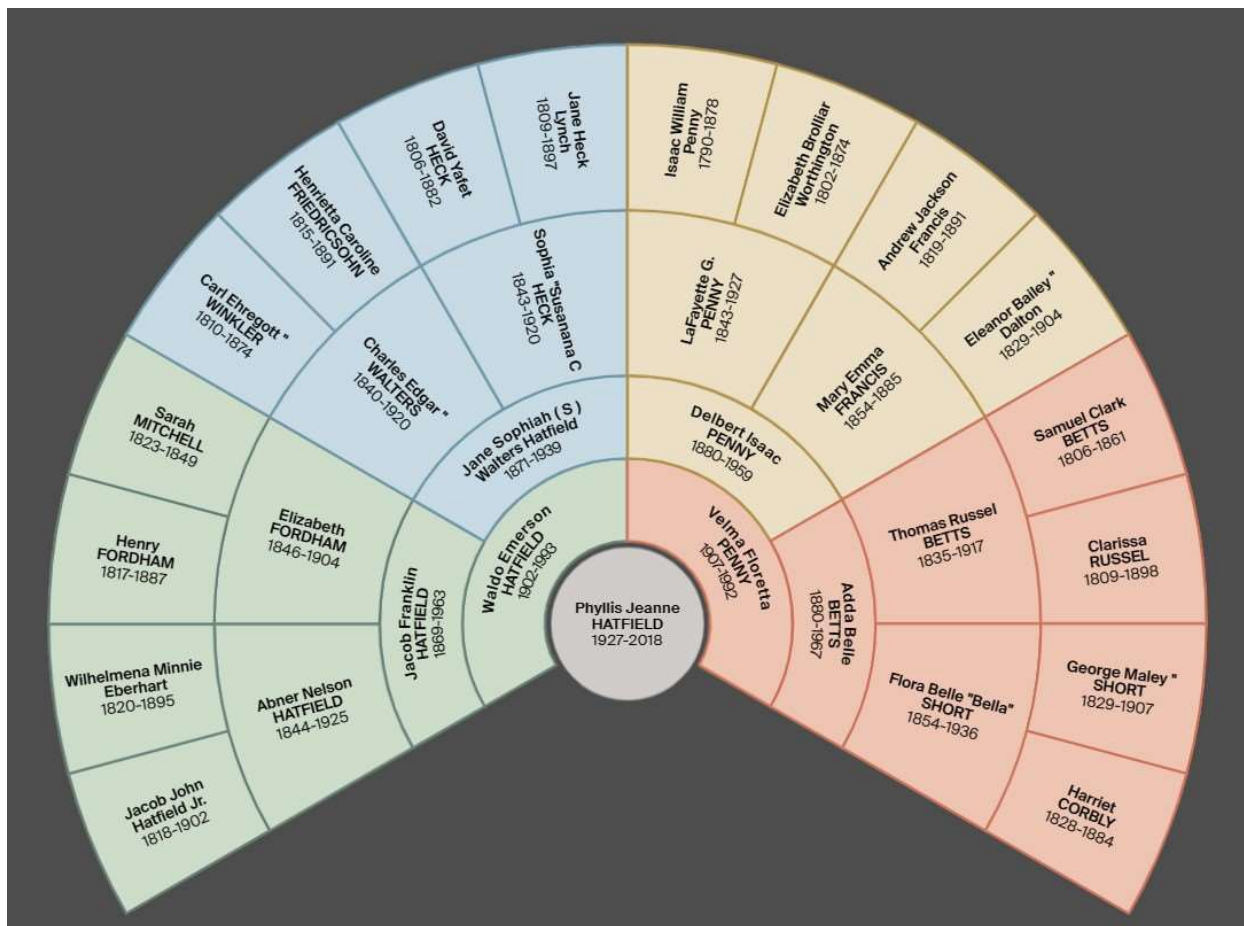 Jane Heck
Lynch
1809-1897
Isaac William
Penny
1790-1878
David Yafet
HECK
1806-1882
Elizabeth Brolliar
Worthington
1802-1874
Henrietta Caroline
FRIEDRICSOHN
1815-1891
Andrew Jackson
Francis
1819-1891
Carl Ehregott "
WINKLER
1810-1874
Eleanor Bailey "
Dalton
1829-1904
Sophia "Susanana C
HECK
1843-1920
LaFayette G.
PENNY
1843-1927
Charles Edgar "
WALTERS
1840-1920
Mary Emma
FRANCIS
1854-1885
Sarah
MITCHELL
1823-1849
Jane Sophiah ( S )
Walters Hatfield
1871-1939
Delbert Isaac
PENNY
1880-1959
Samuel Clark
BETTS
1806-1861
Henry
FORDHAM
1817-1887
Elizabeth
FORDHAM
1846-1904
Waldo Emerson
HATFIELD
1902-1993
Velma Floretta
PENNY
1907-1992
Thomas Russel
BETTS
1835-1917
Clarissa
RUSSEL
1809-1898
Jacob Franklin
HATFIELD
1869-1963
Phyllis Jeanne
HATFIELD
1927-2018
Adda Belle
BETTS
1880-1967
Wilhelmena Minnie
Eberhart
1820-1895
Abner Nelson
HATFIELD
1844-1925
Flora Belle "Bella"
SHORT
1854-1936
George Maley "
SHORT
1829-1907
Jacob John
Hatfield Jr.
1818-1902
Harriet
CORBLY
1828-1884